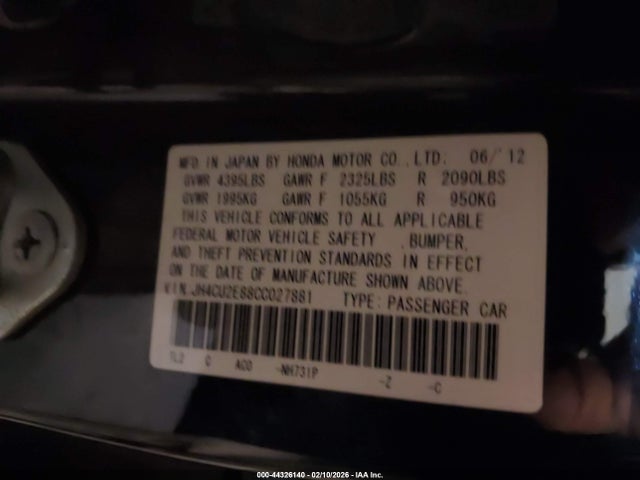 MFD. IN JAPAN BY HONDA MOTOR CO., LTD. 06/'12
GVWR 4395LBS GAWR F 2325LBS R 2090LBS
GVWR 1995KG GAWR F 1055KG R 950KG
THIS VEHICLE CONFORMS TO ALL APPLICABLE
FEDERAL MOTOR VEHICLE SAFETY ,BUMPER,
AND THEFT PREVENTION STANDARDS IN EFFECT
ON THE DATE OF MANUFACTURE SHOWN ABOVE.
VIN:JH4CU2E88CC027881 TYPE: PASSENGER CAR
TL2 C AC0 -NH731P -Z -C
000-44326140 - 02/10/2026 - IAA Inc.